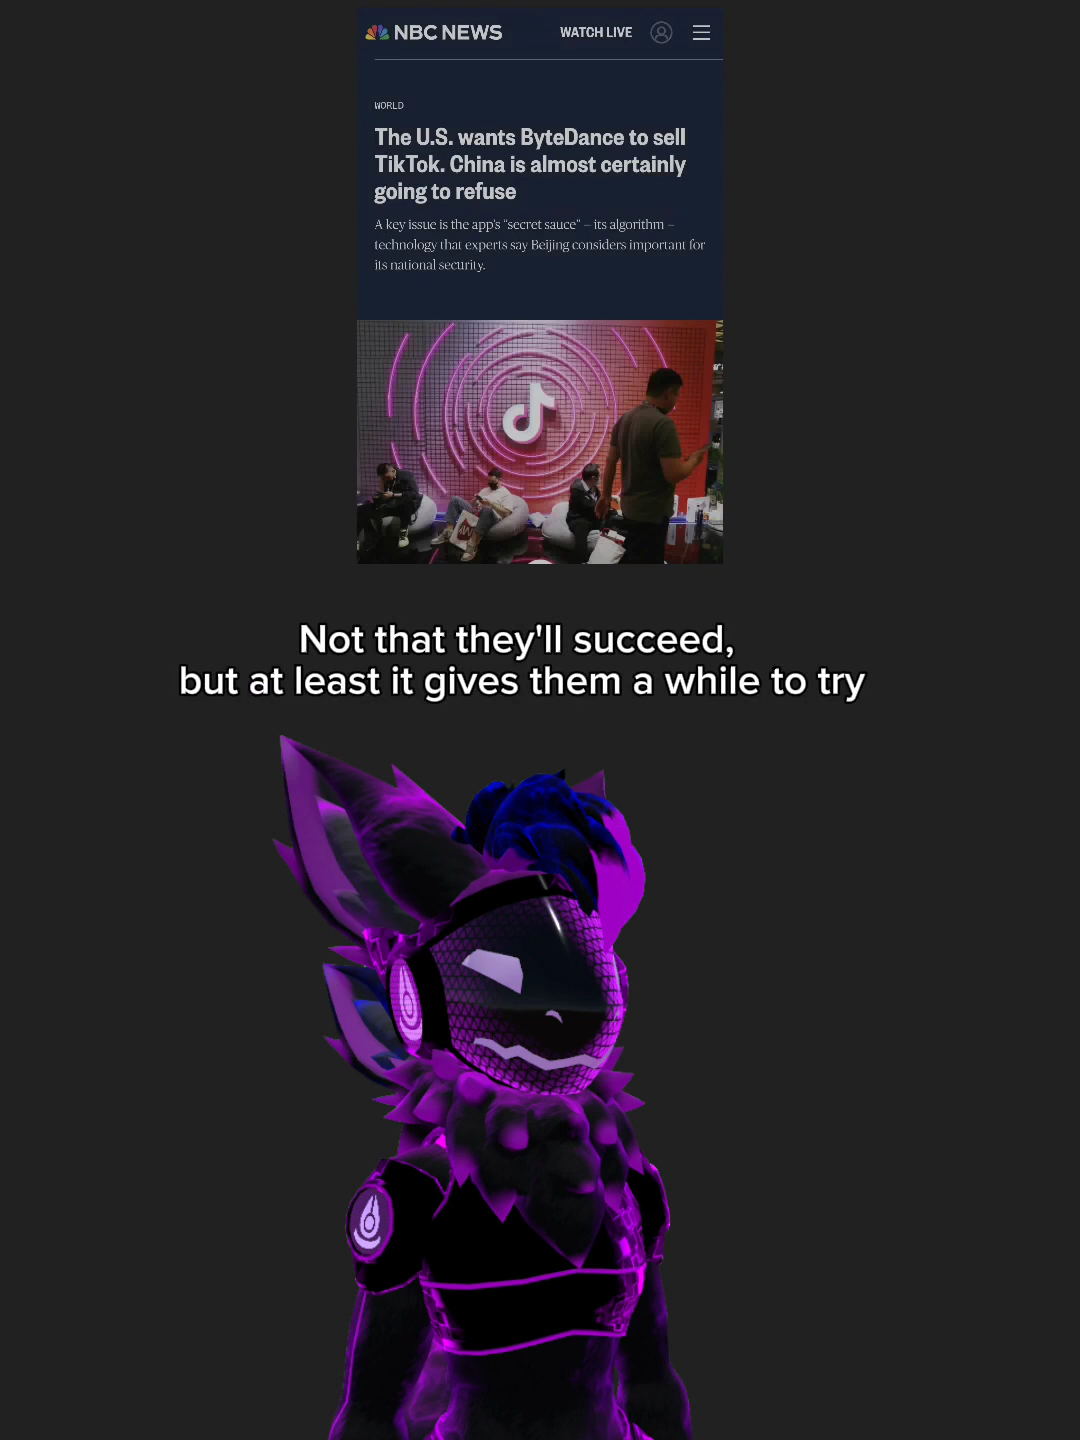 NBC NEWS WATCH LIVE
WORLD
The U.S. wants ByteDance to sell
TikTok. China is almost certainly
going to refuse
A key issue is the app's “secret sauce” – its algorithm –
technology that experts say Beijing considers important for
its national security.
Not that they'll succeed,
but at least it gives them a while to try